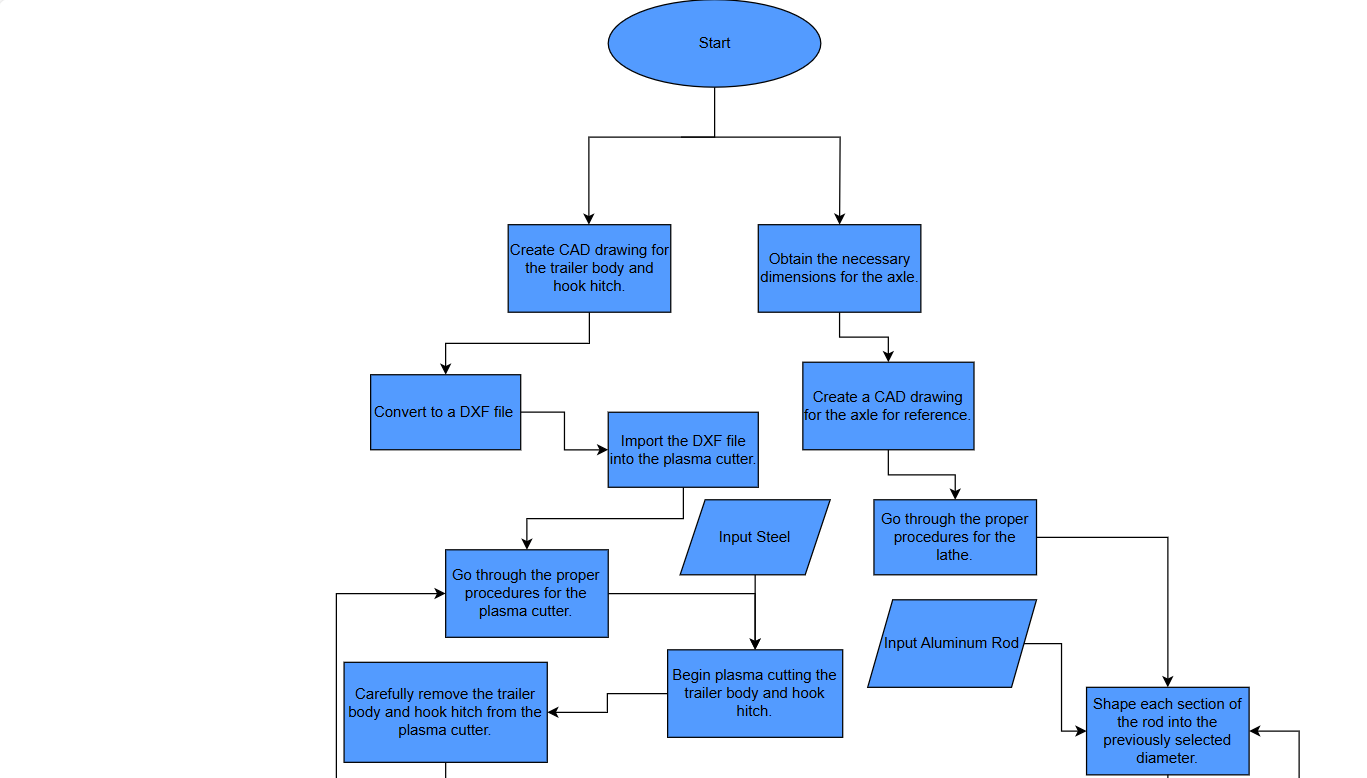 Start
Create CAD drawing for
the trailer body and
hook hitch.
Obtain the necessary
dimensions for the axle.
Convert to a DXF file
Import the DXF file
into the plasma cutter.
Create a CAD drawing
for the axle for reference.
Input Steel
Go through the proper
procedures for the
lathe.
Go through the proper
procedures for the
plasma cutter.
Input Aluminum Rod
Begin plasma cutting the
trailer body and hook
hitch.
Carefully remove the trailer
body and hook hitch from the
plasma cutter.
Shape each section of
the rod into the
previously selected
diameter.